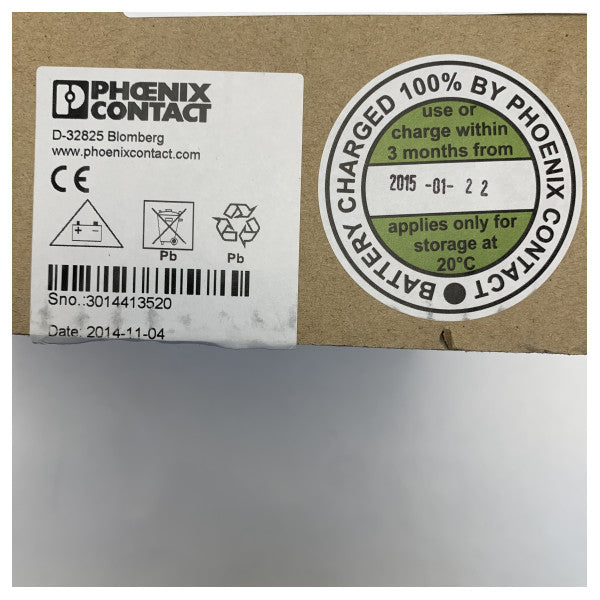 PHŒNIX
CONTACT
D-32825 Blomberg
www.phoenixcontact.com
CE
Pb
Pb
Sno.:3014413520
Date: 2014-11-04
BATTERY CHARGED 100% BY PHOENIX CONTACT
use or
charge within
3 months from
2015 -01- 22
applies only for
storage at
20°C